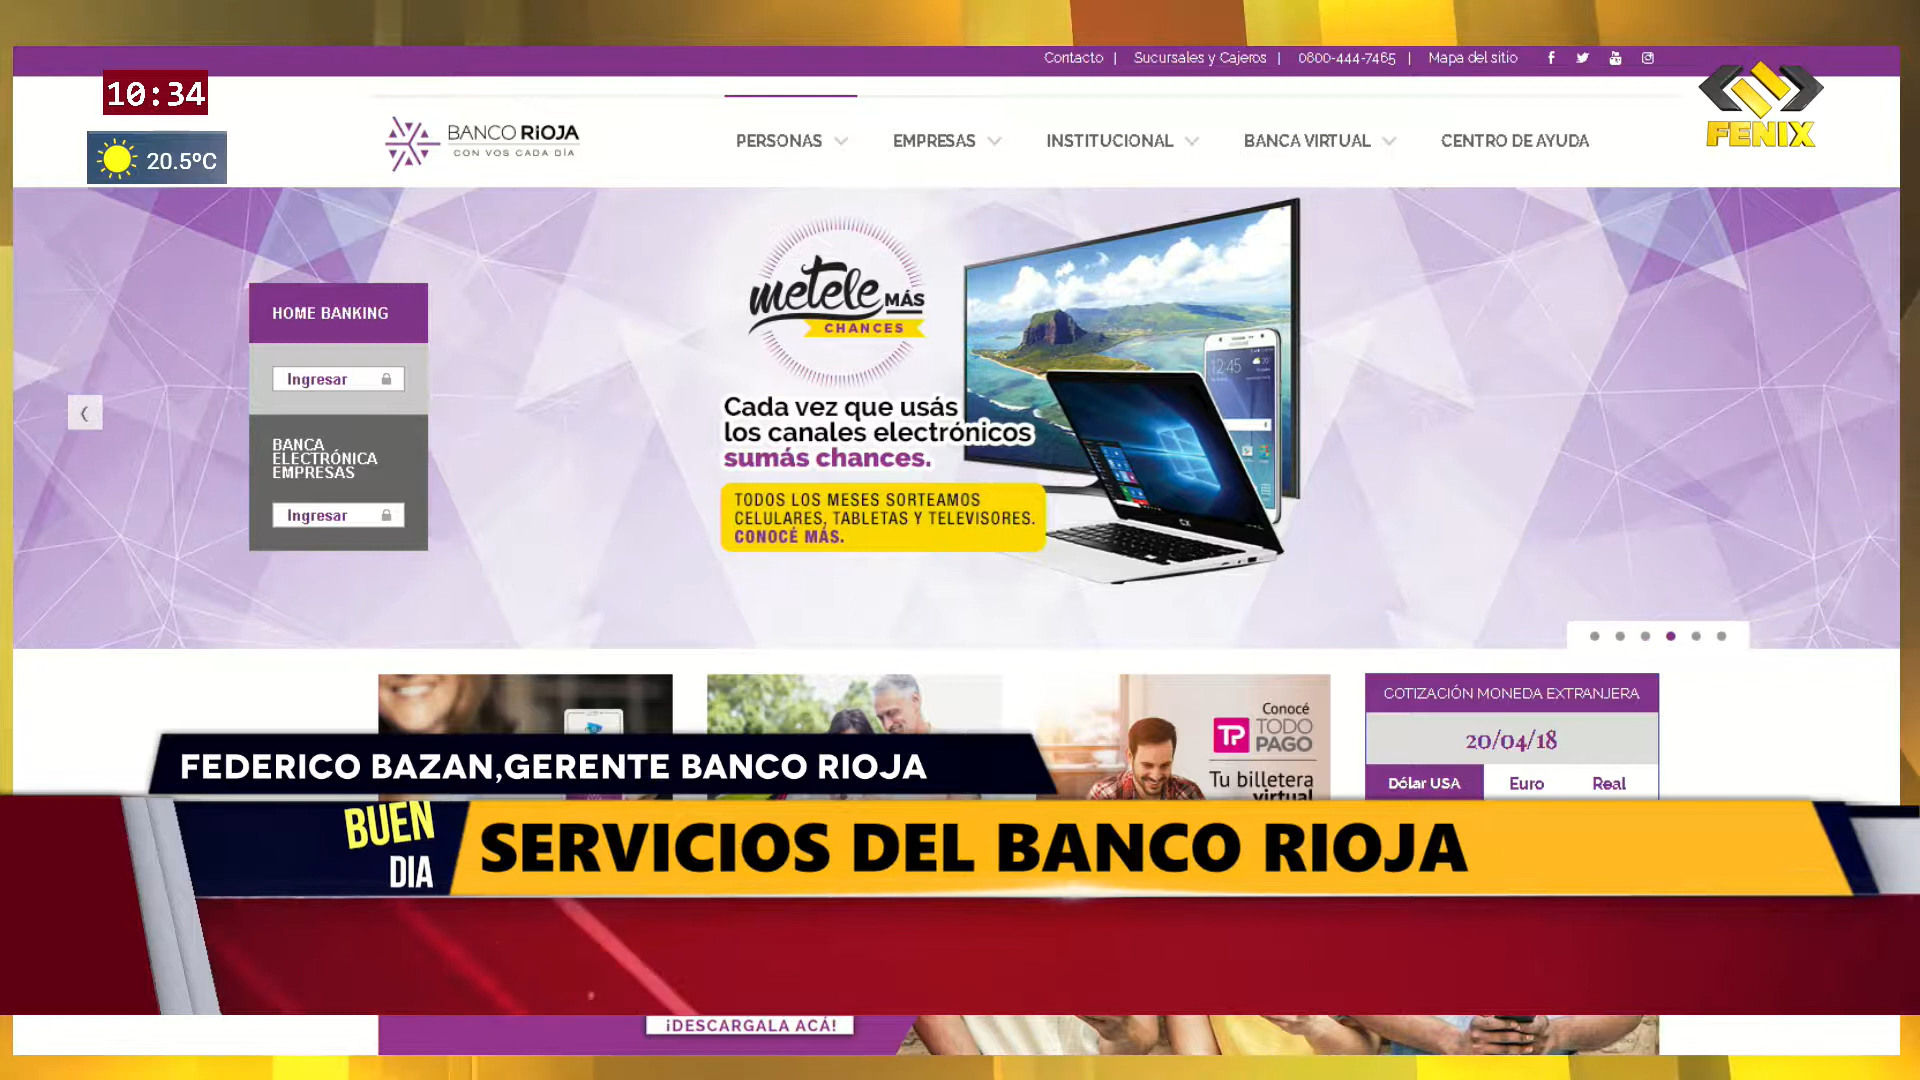 Contacto | Sucursales y Cajeros | 0800-444-7465 | Mapa del sitio
10:34
20.5°C
BANCO RiOJA
CON VOS CADA DÍA
PERSONAS
EMPRESAS
INSTITUCIONAL
BANCA VIRTUAL
CENTRO DE AYUDA
FENIX
HOME BANKING
Ingresar
BANCA
ELECTRÓNICA
EMPRESAS
Ingresar
metele MÁS
CHANCES
Cada vez que usás
los canales electrónicos
sumás chances.
TODOS LOS MESES SORTEAMOS
CELULARES, TABLETAS Y TELEVISORES.
CONOCÉ MÁS.
12:45
Conocé
TP TODO
PAGO
Tu billetera
virtual
COTIZACIÓN MONEDA EXTRANJERA
20/04/18
Dólar USA Euro Real
FEDERICO BAZAN,GERENTE BANCO RIOJA
BUEN
DIA
SERVICIOS DEL BANCO RIOJA
¡DESCARGALA ACÁ!